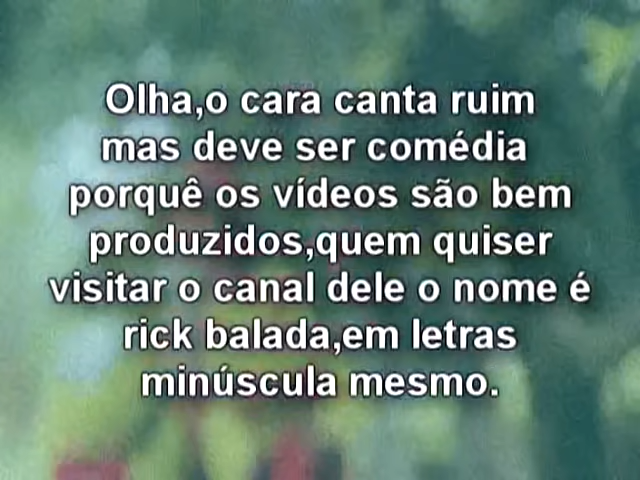 Olha,o cara canta ruim
mas deve ser comédia
porquê os vídeos são bem
produzidos,quem quiser
visitar o canal dele o nome é
rick balada,em letras
minúscula mesmo.